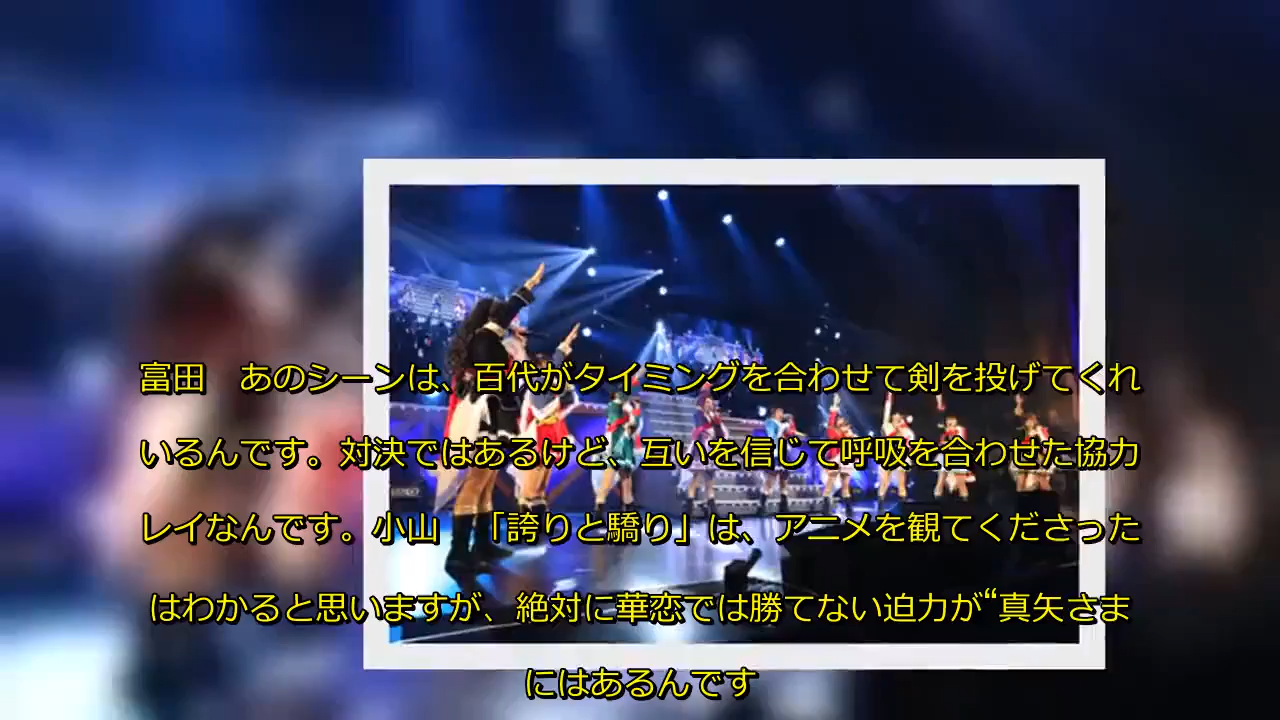 富田　あのシーンは、百代がタイミングを合わせて剣を投げてくれ
いるんです。対決ではあるけど、互いを信じて呼吸を合わせた協力
レイなんです。小山　「誇りと驕り」は、アニメを観てくださった
はわかると思いますが、絶対に華恋では勝てない迫力が“真矢さま
にはあるんです